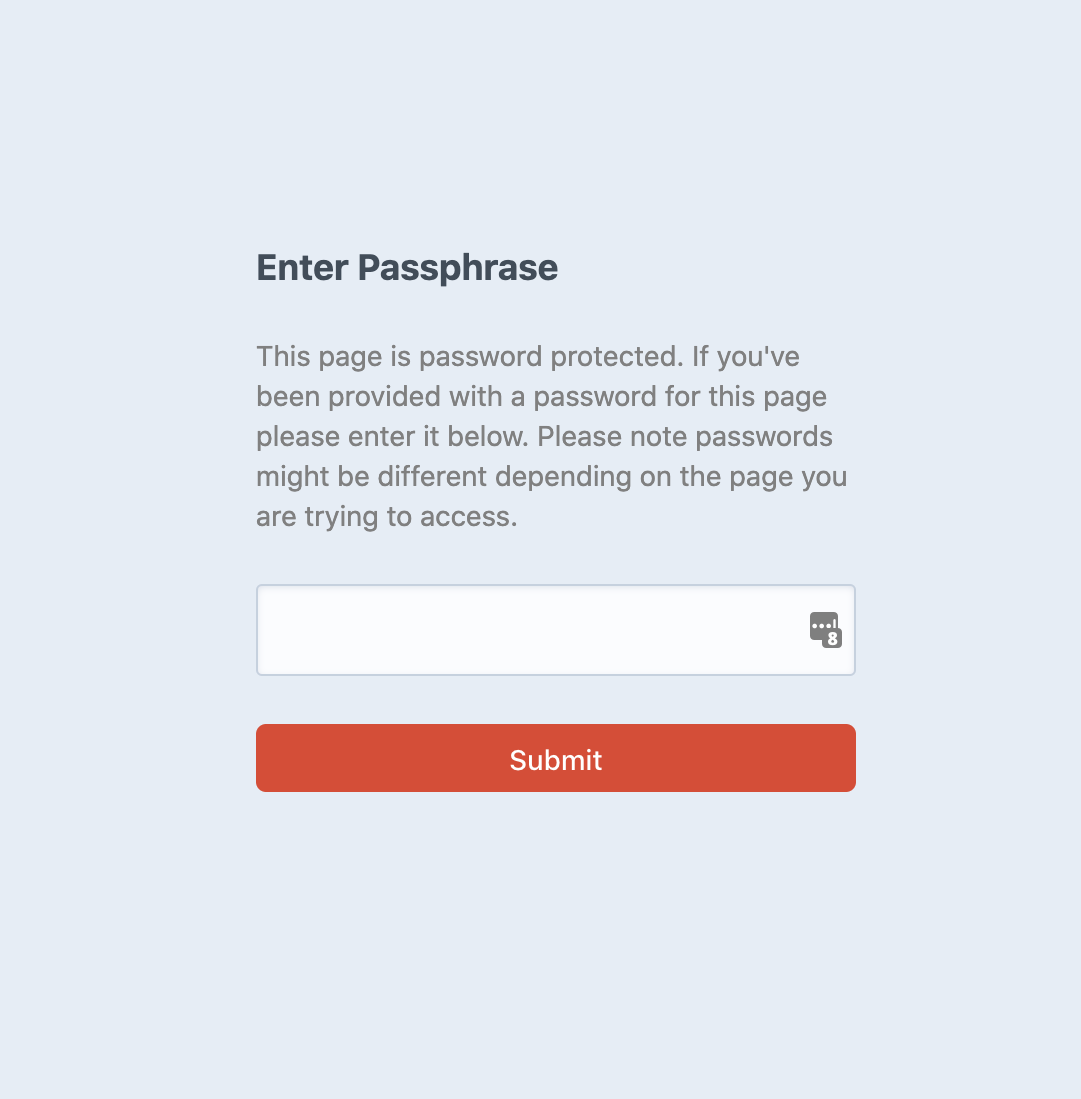 Enter Passphrase
This page is password protected. If you've
been provided with a password for this page
please enter it below. Please note passwords
might be different depending on the page you
are trying to access.
8
Submit